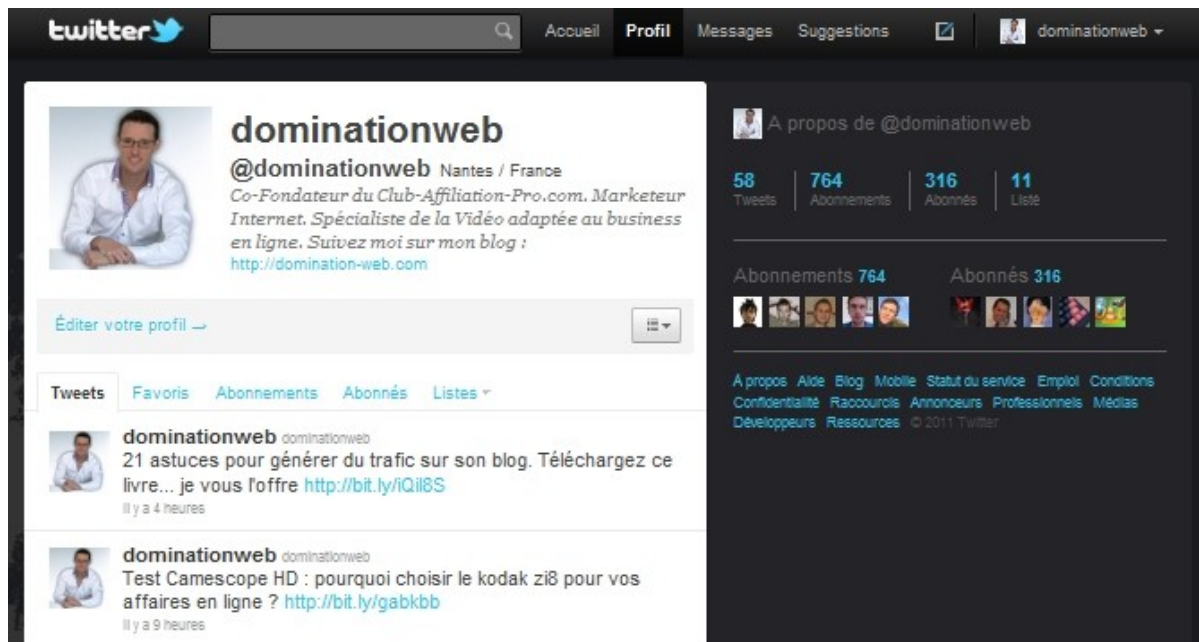 twitter
Accueil Profil Messages Suggestions dominationweb
dominationweb
@dominationweb Nantes / France
Co-Fondateur du Club-Affiliation-Pro.com. Marketeur
Internet. Spécialiste de la Vidéo adaptée au business
en ligne. Suivez moi sur mon blog :
http://domination-web.com
Éditer votre profil →
Tweets Favoris Abonnements Abonnés Listes
dominationweb dominationweb
21 astuces pour générer du trafic sur son blog. Téléchargez ce
livre... je vous l'offre http://bit.ly/iQil8S
Il y a 4 heures
dominationweb dominationweb
Test Camescope HD : pourquoi choisir le kodak zi8 pour vos
affaires en ligne ? http://bit.ly/gabkbb
Il y a 9 heures
A propos de @dominationweb
58 764 316 11
Tweets Abonnements Abonnés Listé
Abonnements 764 Abonnés 316
À propos Aide Blog Mobile Statut du service Emploi Conditions
Confidentialité Raccourcis Annonceurs Professionnels Médias
Développeurs Ressources © 2011 Twitter